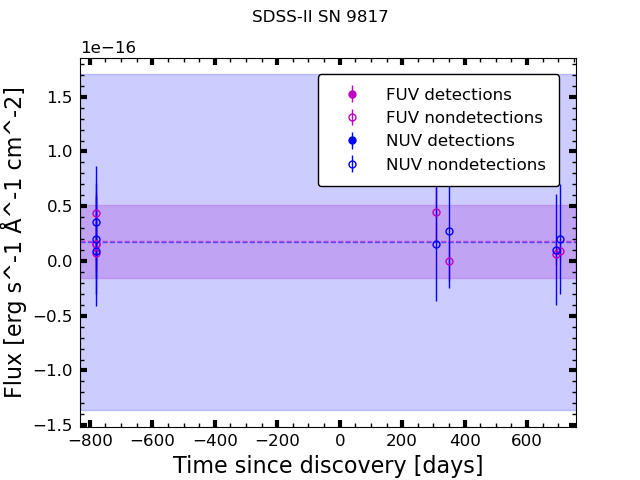 SDSS-II SN 9817
1e−16
FUV detections
FUV nondetections
NUV detections
NUV nondetections
1.5
1.0
0.5
0.0
−0.5
−1.0
−1.5
Flux [erg s^-1 Å^-1 cm^-2]
−800 −600 −400 −200 0 200 400 600
Time since discovery [days]